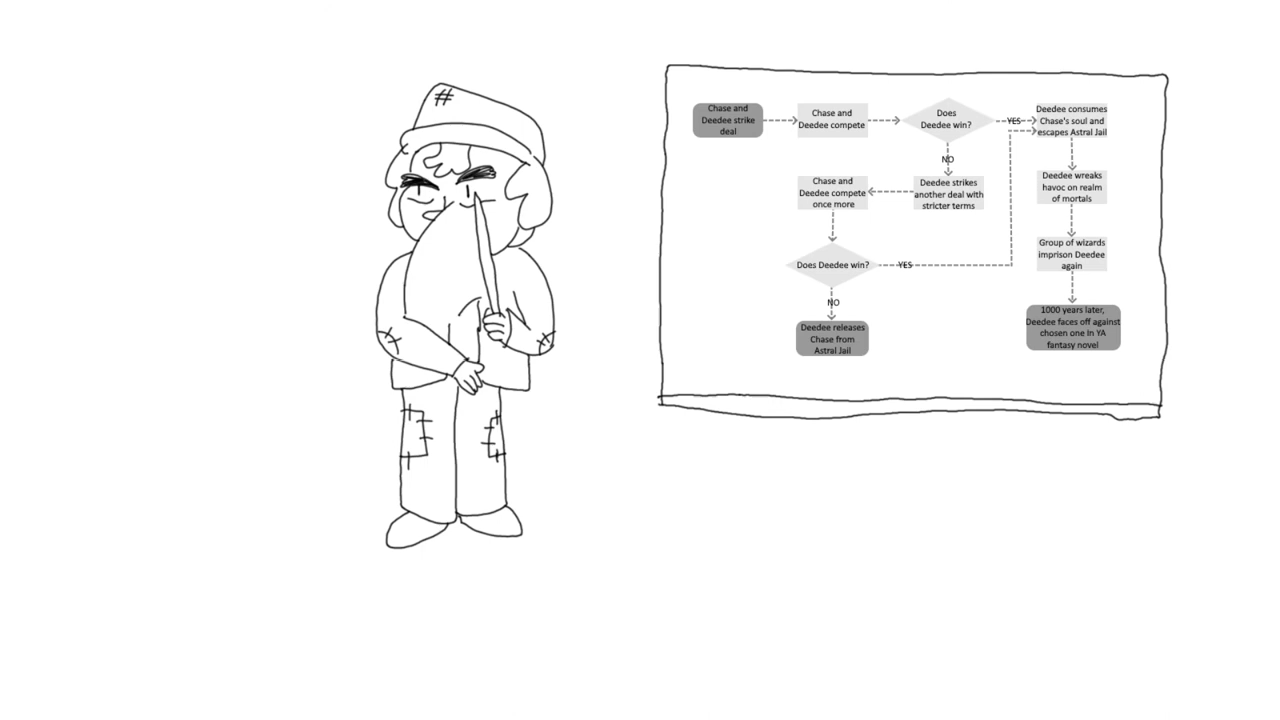 Chase and
Deedee strike
deal
Chase and
Deedee compete
Does
Deedee win?
YES
Deedee consumes
Chase's soul and
escapes Astral Jail
NO
Deedee strikes
another deal with
stricter terms
Chase and
Deedee compete
once more
Does Deedee win?
YES
NO
Deedee releases
Chase from
Astral Jail
Deedee wreaks
havoc on realm
of mortals
Group of wizards
imprison Deedee
again
1000 years later,
Deedee faces off against
chosen one in YA
fantasy novel